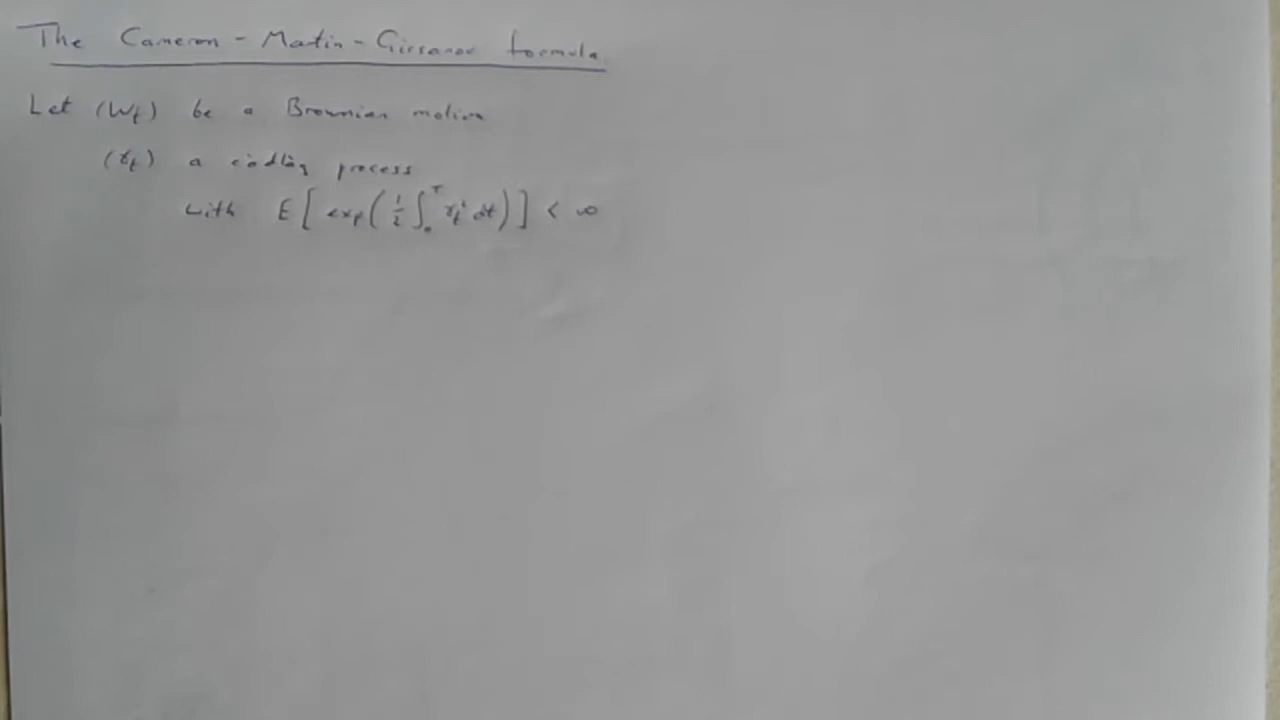 The Cameron-Martin-Girsanov formula
Let (W_t) be a Brownian motion
(γ_t) a càdlàg process
with E[exp(½∫₀ᵀ γ_t² dt)] < ∞